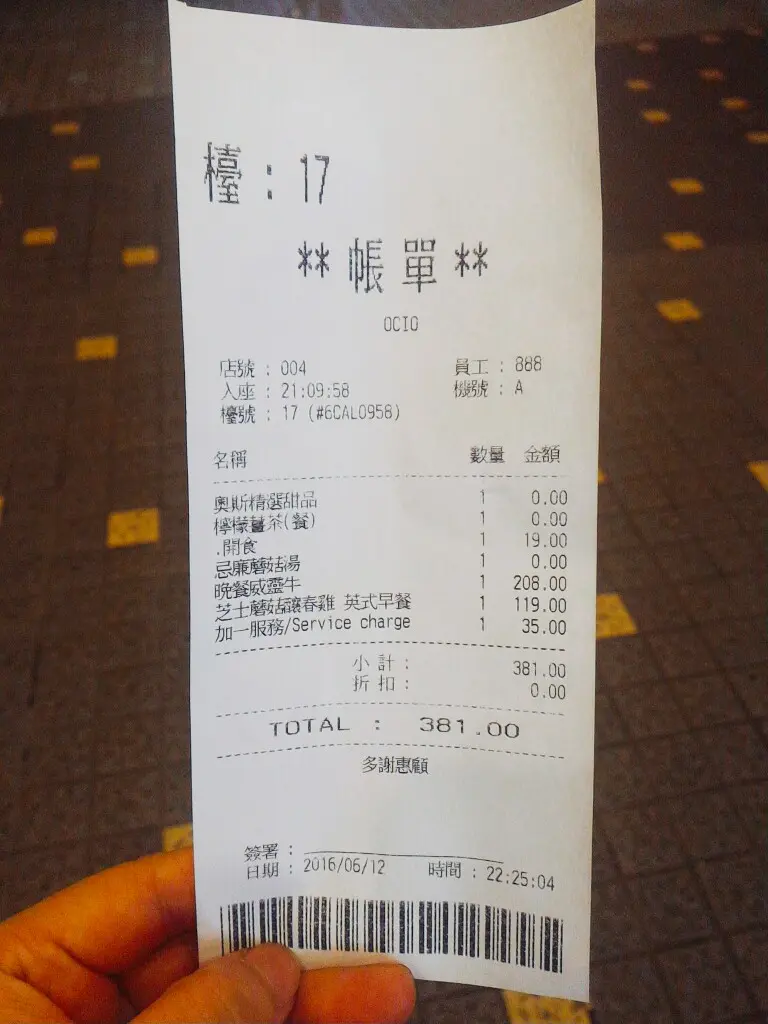 檯 : 17
** 帳 單 **
OCIO
店號 : 004 員工 : 888
入座 : 21:09:58 機號 : A
檯號 : 17 (#6CAL0958)
名稱 數量 金額
奧斯精選甜品 1 0.00
檸檬薑茶(餐) 1 0.00
.開食 1 19.00
忌廉蘑菇湯 1 0.00
晚餐威靈牛 1 208.00
芝士蘑菇讓春雞 英式早餐 1 119.00
加一服務/Service charge 1 35.00
小 計 : 381.00
折 扣 : 0.00
TOTAL : 381.00
多謝惠顧
簽署 :
日期 : 2016/06/12 時間 : 22:25:04